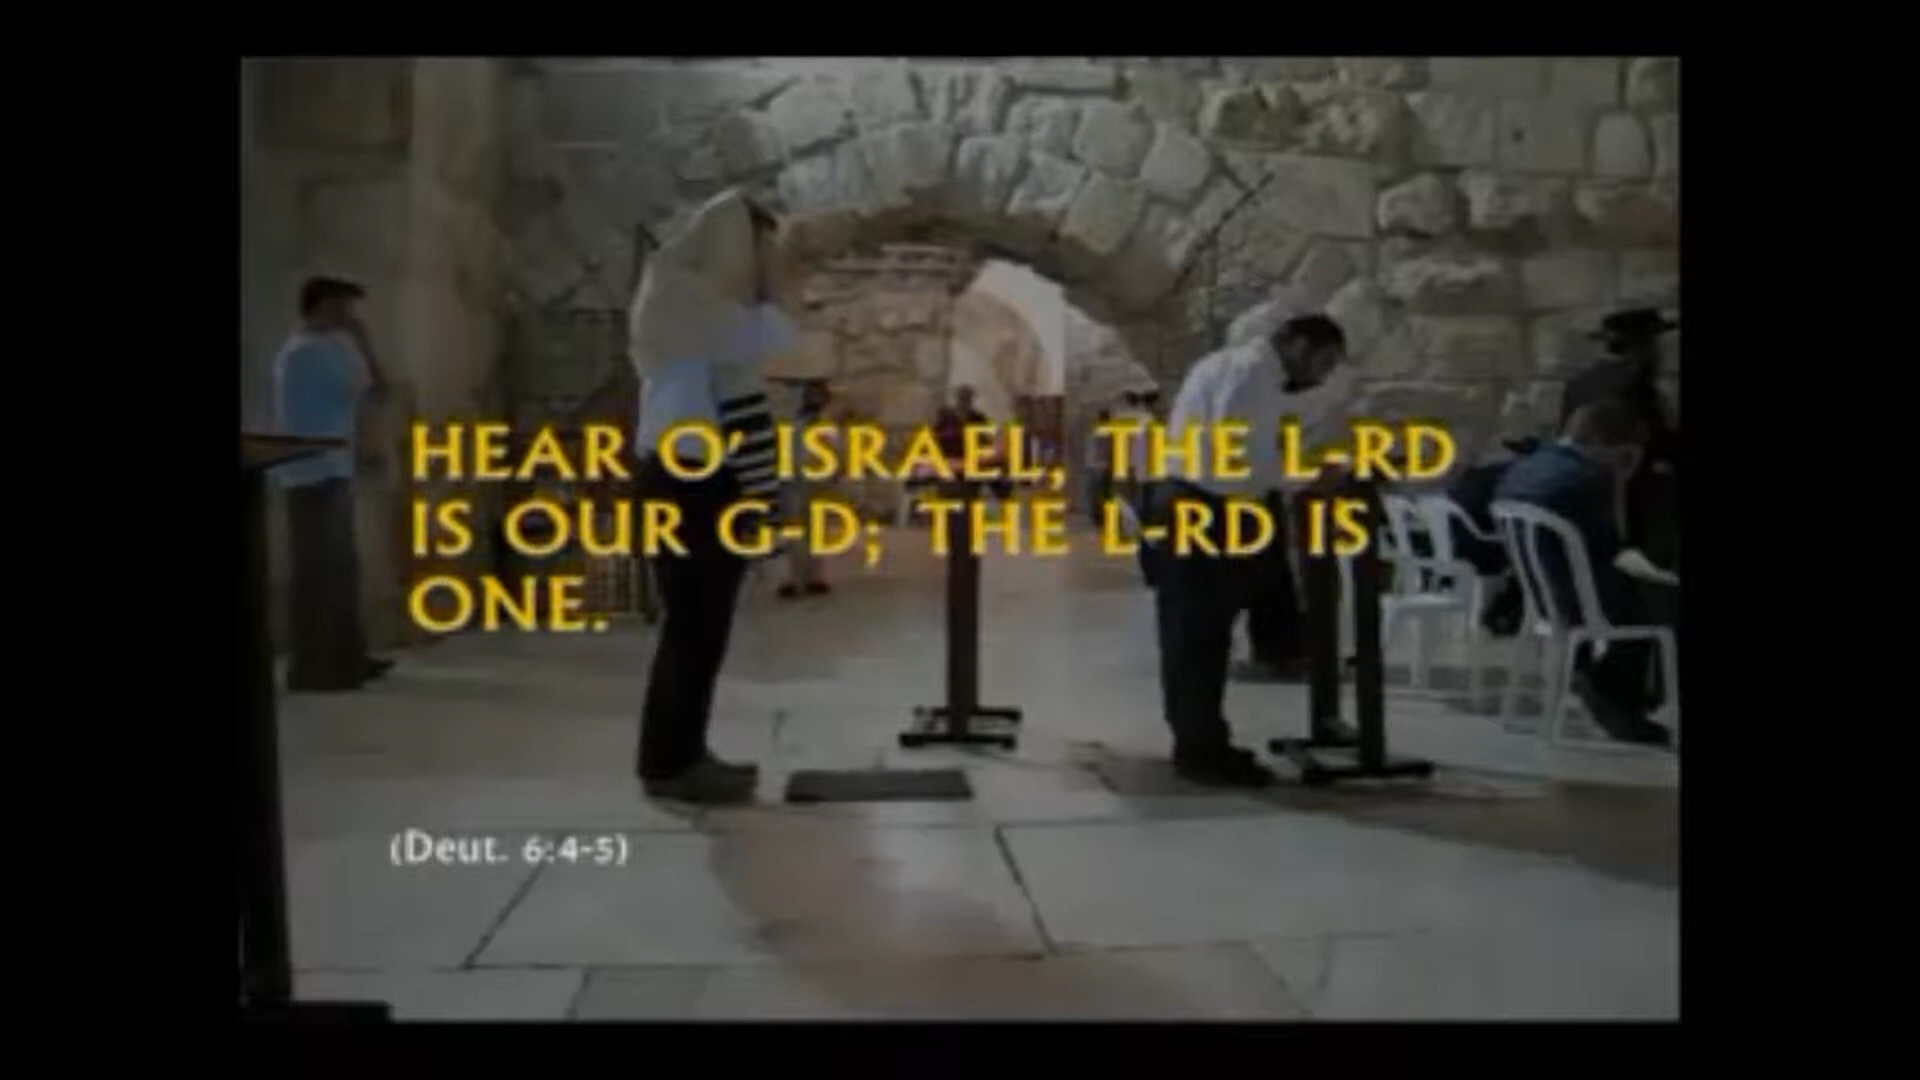 HEAR O' ISRAEL, THE L-RD
IS OUR G-D; THE L-RD IS
ONE.
(Deut. 6:4-5)